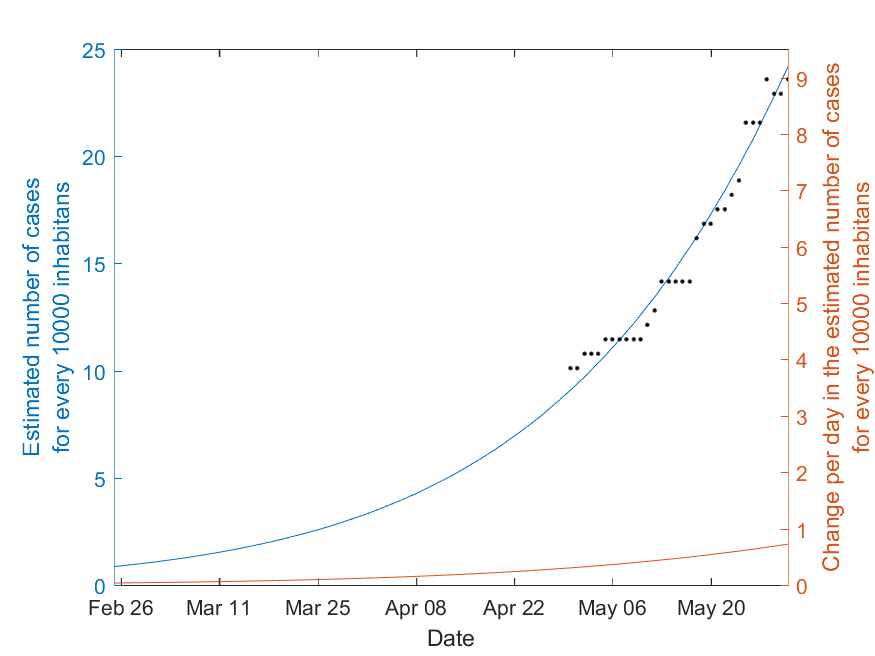 25
20
15
10
5
0
Estimated number of cases
for every 10000 inhabitans
9
8
7
6
5
4
3
2
1
0
Change per day in the estimated number of cases
for every 10000 inhabitans
Feb 26 Mar 11 Mar 25 Apr 08 Apr 22 May 06 May 20
Date